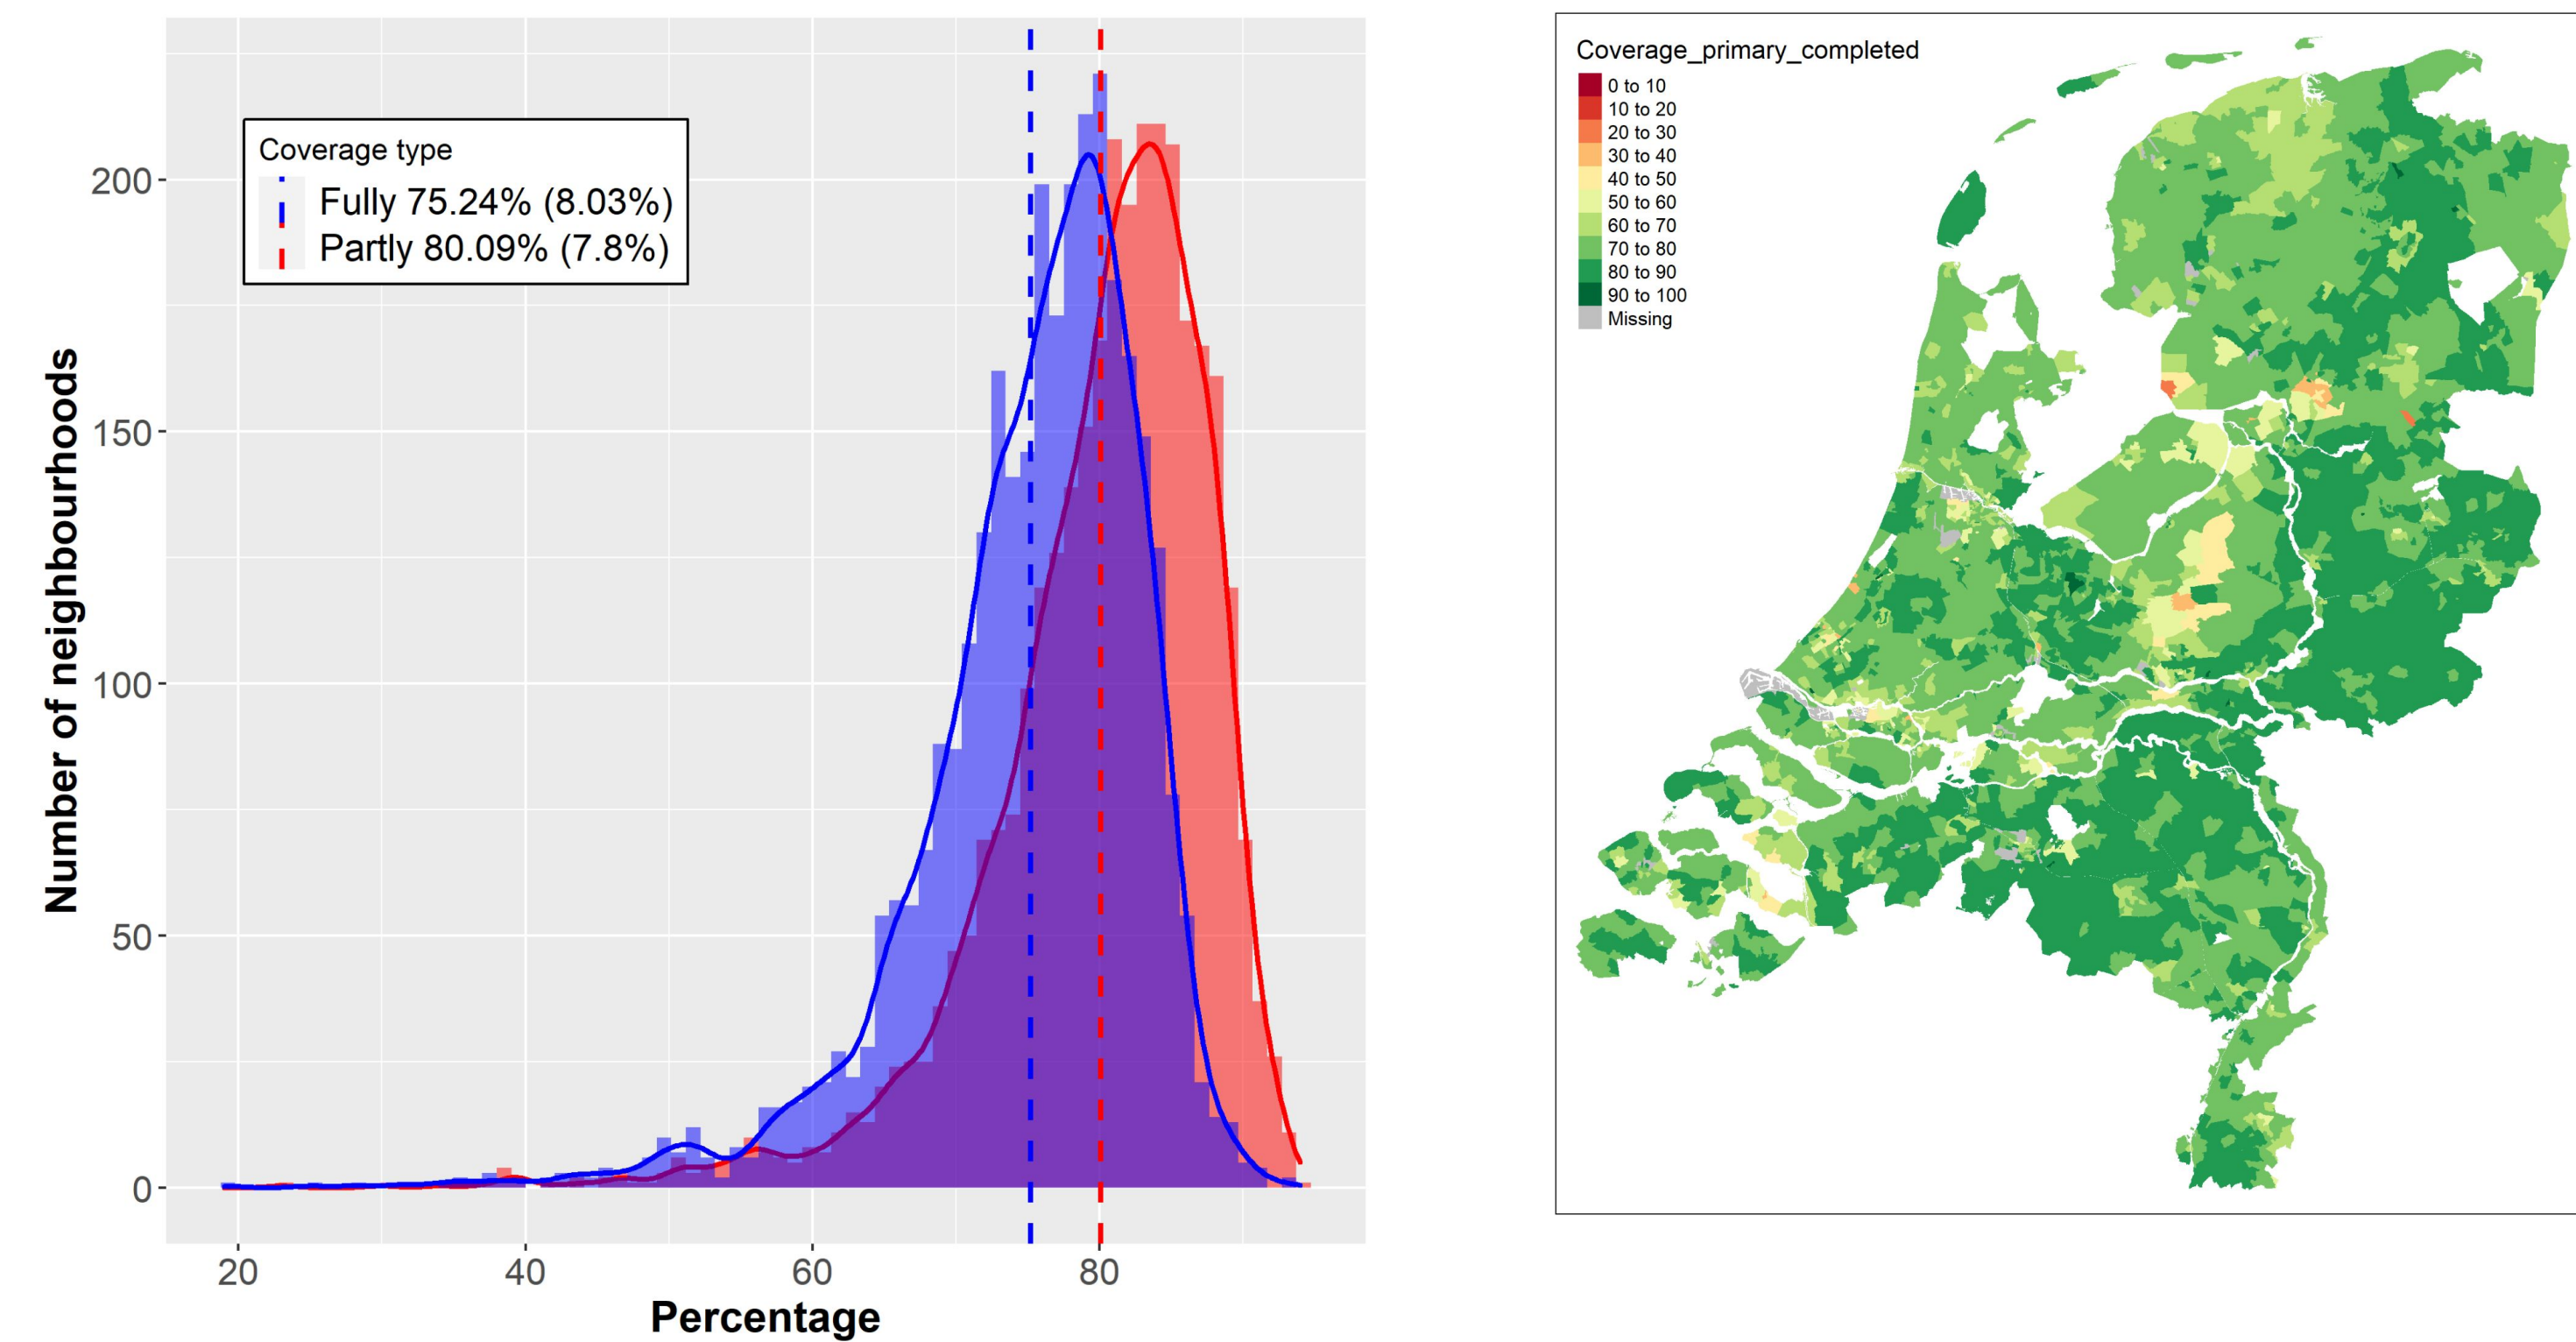 Coverage type
Fully 75.24% (8.03%)
Partly 80.09% (7.8%)
Number of neighbourhoods
200
150
100
50
0
20
40
60
80
Percentage
Coverage_primary_completed
0 to 10
10 to 20
20 to 30
30 to 40
40 to 50
50 to 60
60 to 70
70 to 80
80 to 90
90 to 100
Missing